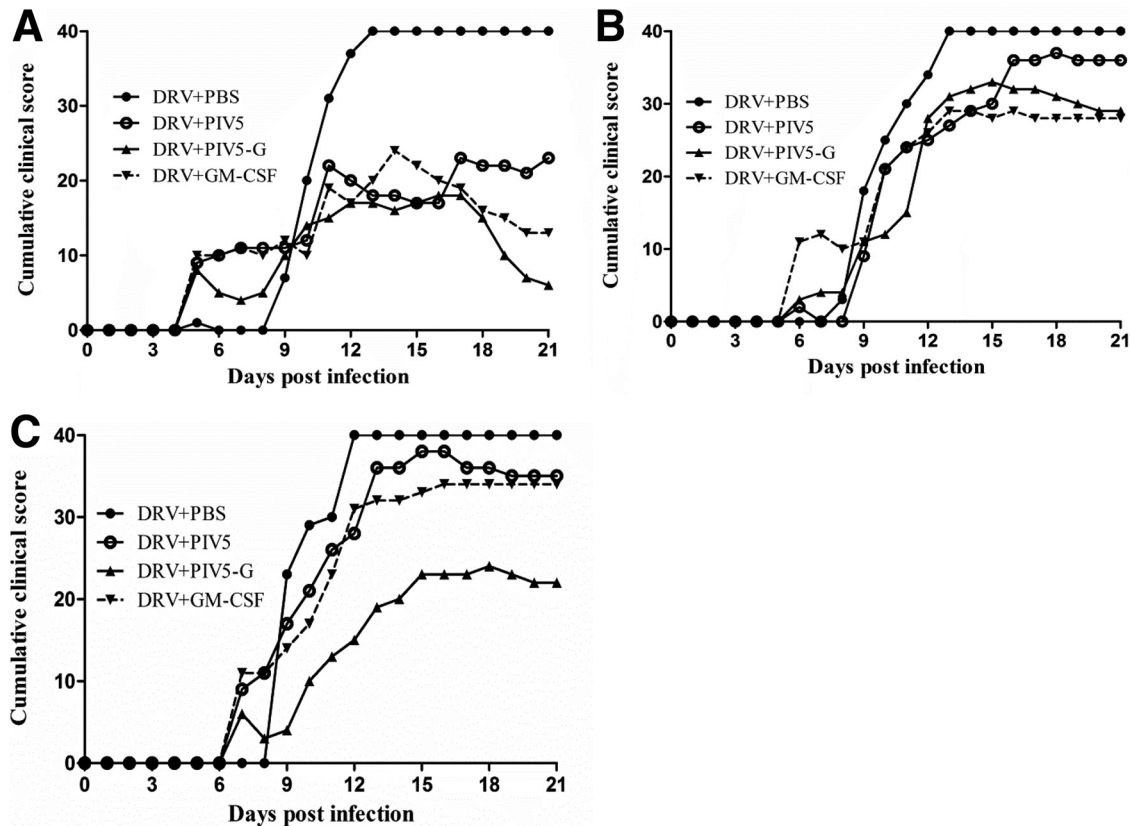 A
Cumulative clinical score
40
30
20
10
0
DRV+PBS
DRV+PIV5
DRV+PIV5-G
DRV+GM-CSF
0 3 6 9 12 15 18 21
Days post infection
B
Cumulative clinical score
40
30
20
10
0
DRV+PBS
DRV+PIV5
DRV+PIV5-G
DRV+GM-CSF
0 3 6 9 12 15 18 21
Days post infection
C
Cumulative clinical score
40
30
20
10
0
DRV+PBS
DRV+PIV5
DRV+PIV5-G
DRV+GM-CSF
0 3 6 9 12 15 18 21
Days post infection